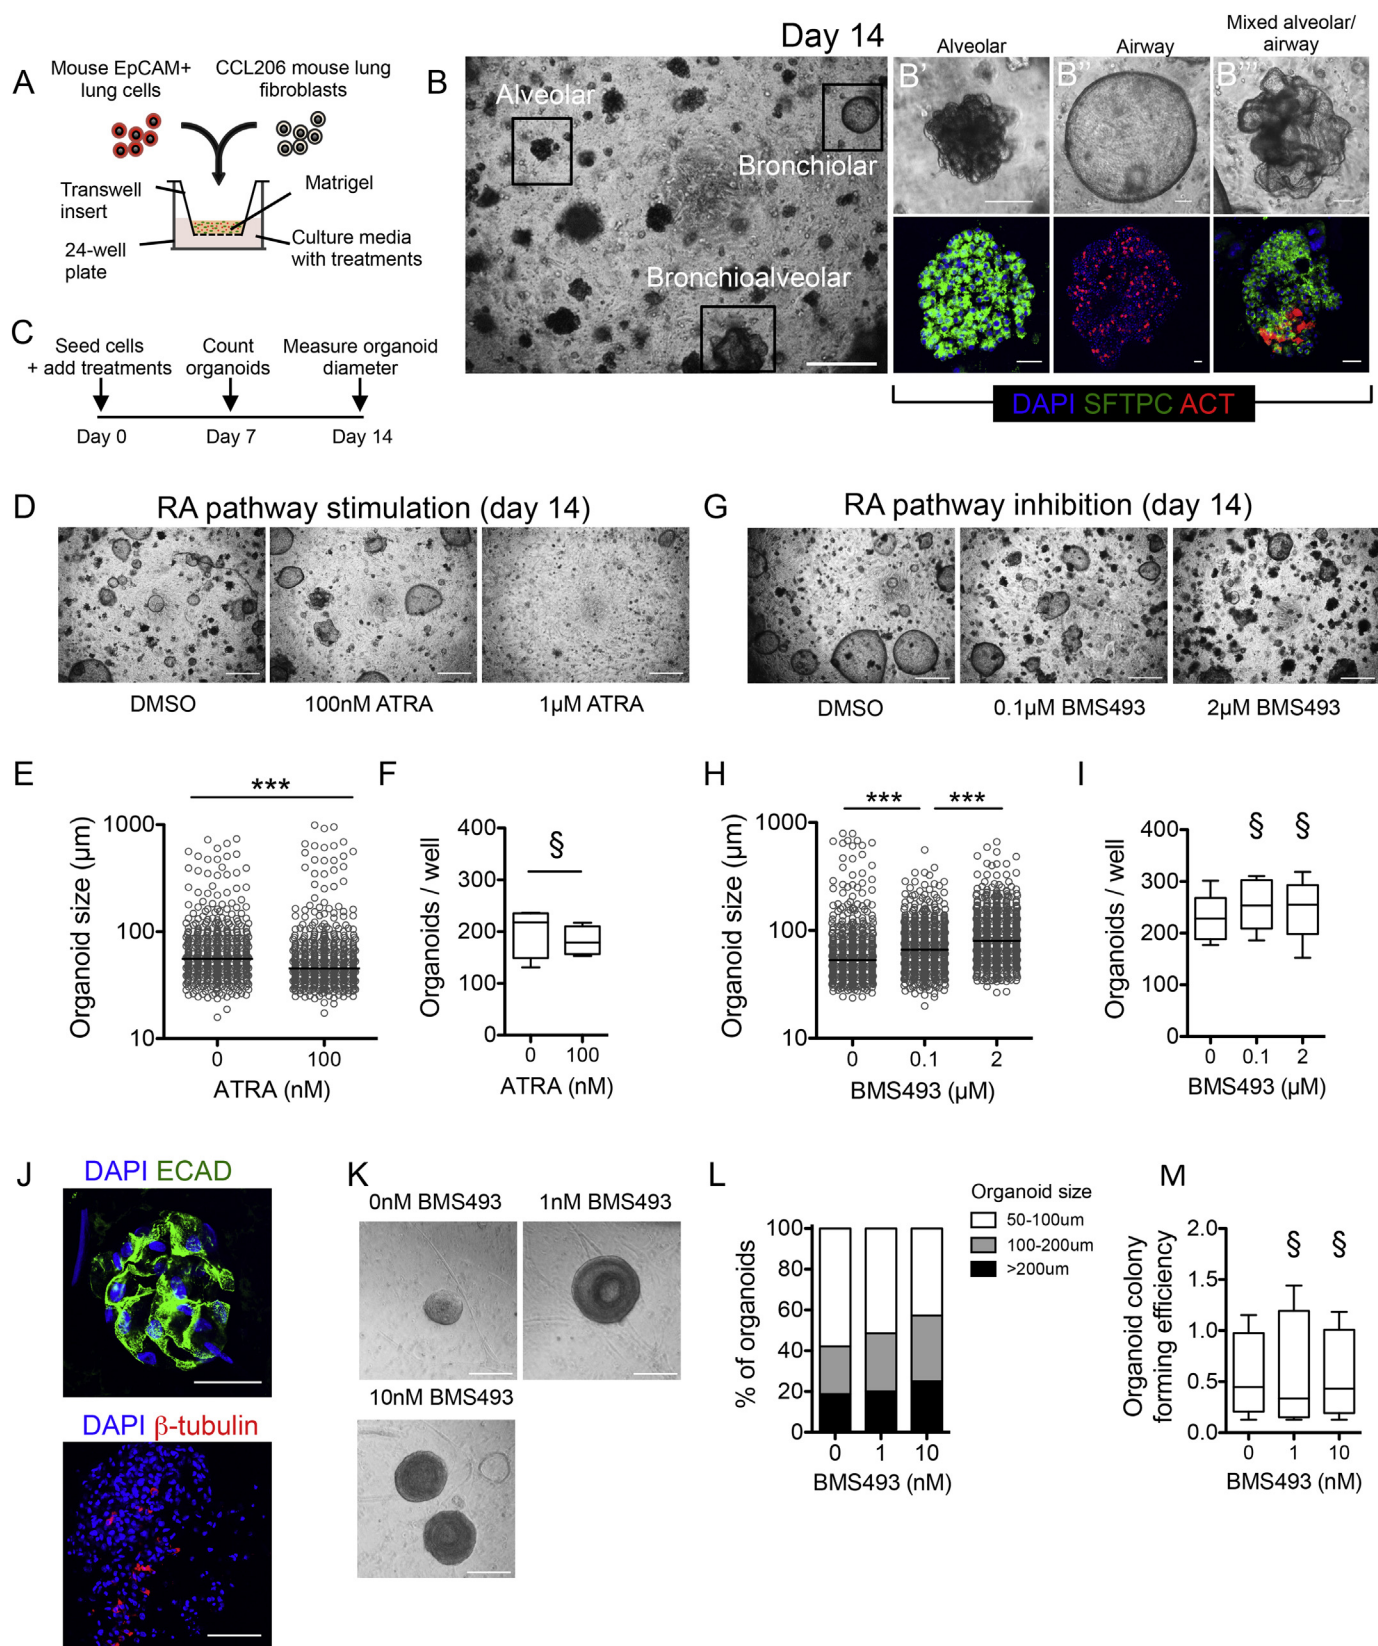 A
Mouse EpCAM+
lung cells
CCL206 mouse lung
fibroblasts
Transwell
insert
Matrigel
24-well
plate
Culture media
with treatments
B
Day 14
Alveolar
Bronchiolar
Bronchioalveolar
Alveolar
Airway
Mixed alveolar/
airway
B'
B''
B'''
DAPI SFTPC ACT
C
Seed cells
+ add treatments
Count
organoids
Measure organoid
diameter
Day 0
Day 7
Day 14
D
RA pathway stimulation (day 14)
DMSO
100nM ATRA
1µM ATRA
G
RA pathway inhibition (day 14)
DMSO
0.1µM BMS493
2µM BMS493
E
***
Organoid size (µm)
1000
100
10
0
100
ATRA (nM)
F
§
Organoids / well
400
300
200
100
0
0
100
ATRA (nM)
H
***
***
Organoid size (µm)
1000
100
10
0
0.1
2
BMS493 (µM)
I
§
§
Organoids / well
400
300
200
100
0
0
0.1
2
BMS493 (µM)
J
DAPI ECAD
DAPI β-tubulin
K
0nM BMS493
1nM BMS493
10nM BMS493
L
Organoid size
50-100um
100-200um
>200um
% of organoids
100
80
60
40
20
0
0
1
10
BMS493 (nM)
M
§
§
Organoid colony
forming efficiency
2.0
1.5
1.0
0.5
0.0
0
1
10
BMS493 (nM)